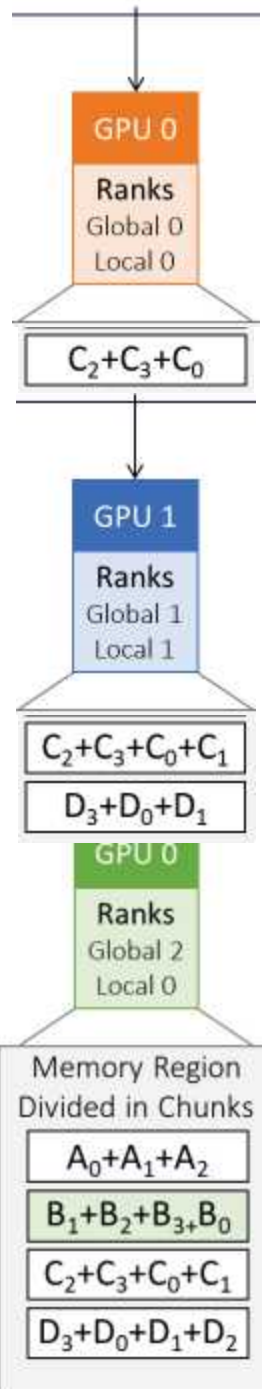 GPU 0
Ranks
Global 0
Local 0
C₂+C₃+C₀
GPU 1
Ranks
Global 1
Local 1
C₂+C₃+C₀+C₁
D₃+D₀+D₁
GPU 0
Ranks
Global 2
Local 0
Memory Region
Divided in Chunks
A₀+A₁+A₂
B₁+B₂+B₃₊B₀
C₂+C₃+C₀+C₁
D₃+D₀+D₁+D₂